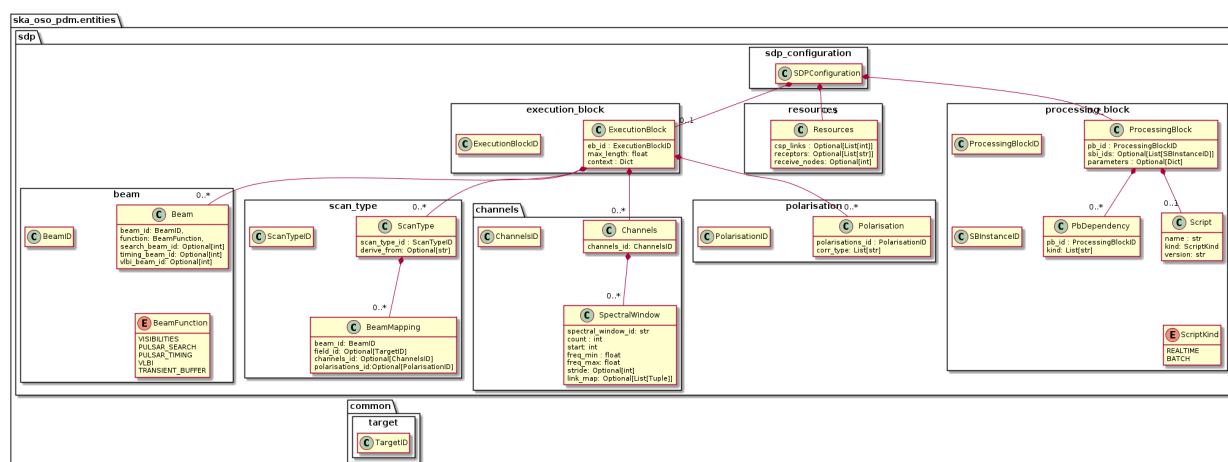 ska_oso_pdm.entities
sdp
sdp_configuration
C SDPConfiguration
execution_block
C ExecutionBlockID
C ExecutionBlock
eb_id : ExecutionBlockID
max_length: float
context : Dict
0..1
resources
C Resources
csp_links : Optional[List[int]]
receptors: Optional[List[str]]
receive_nodes: Optional[int]
processing_block
0..*
C ProcessingBlockID
C ProcessingBlock
pb_id : ProcessingBlockID
sbi_ids: Optional[List[SBInstanceID]]
parameters : Optional[Dict]
beam
0..*
C BeamID
C Beam
beam_id: BeamID,
function: BeamFunction,
search_beam_id: Optional[int]
timing_beam_id: Optional[int]
vlbi_beam_id: Optional[int]
E BeamFunction
VISIBILITIES
PULSAR_SEARCH
PULSAR_TIMING
VLBI
TRANSIENT_BUFFER
scan_type
0..*
C ScanTypeID
C ScanType
scan_type_id : ScanTypeID
derive_from: Optional[str]
0..*
C BeamMapping
beam_id: BeamID
field_id: Optional[TargetID]
channels_id: Optional[ChannelsID]
polarisations_id:Optional[PolarisationID]
channels
0..*
C ChannelsID
C Channels
channels_id: ChannelsID
0..*
C SpectralWindow
spectral_window_id: str
count : int
start: int
freq_min : float
freq_max: float
stride: Optional[int]
link_map: Optional[List[Tuple]]
polarisation
0..*
C PolarisationID
C Polarisation
polarisations_id : PolarisationID
corr_type: List[str]
0..*
0..1
C SBInstanceID
C PbDependency
pb_id : ProcessingBlockID
kind: List[str]
C Script
name : str
kind: ScriptKind
version: str
E ScriptKind
REALTIME
BATCH
common
target
C TargetID